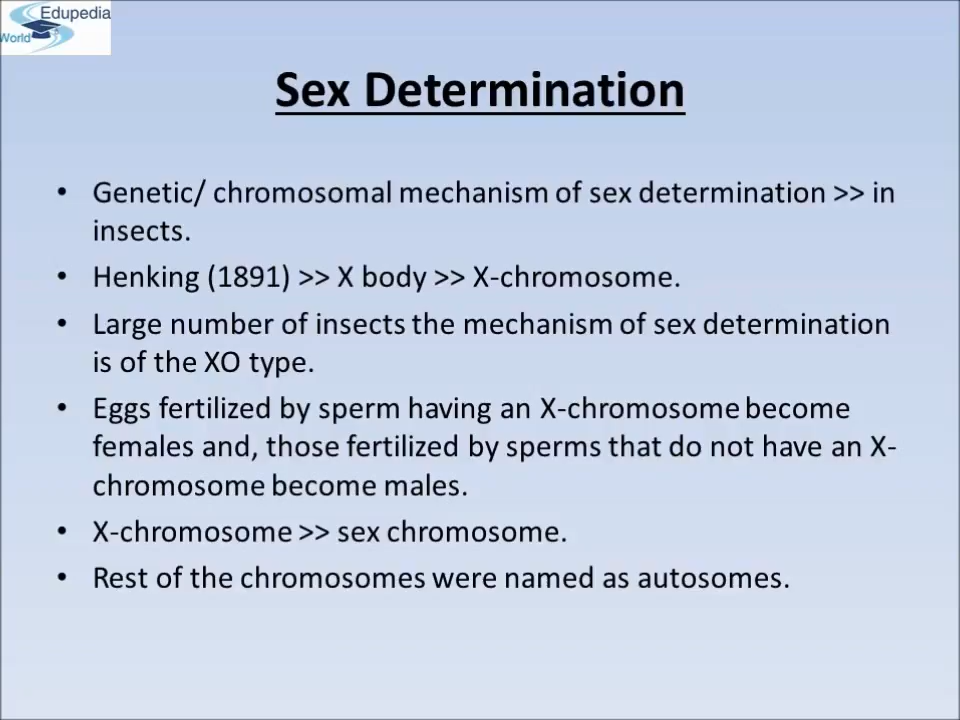 Edupedia
World
Sex Determination
• Genetic/ chromosomal mechanism of sex determination >> in
insects.
• Henking (1891) >> X body >> X-chromosome.
• Large number of insects the mechanism of sex determination
is of the XO type.
• Eggs fertilized by sperm having an X-chromosome become
females and, those fertilized by sperms that do not have an X-
chromosome become males.
• X-chromosome >> sex chromosome.
• Rest of the chromosomes were named as autosomes.